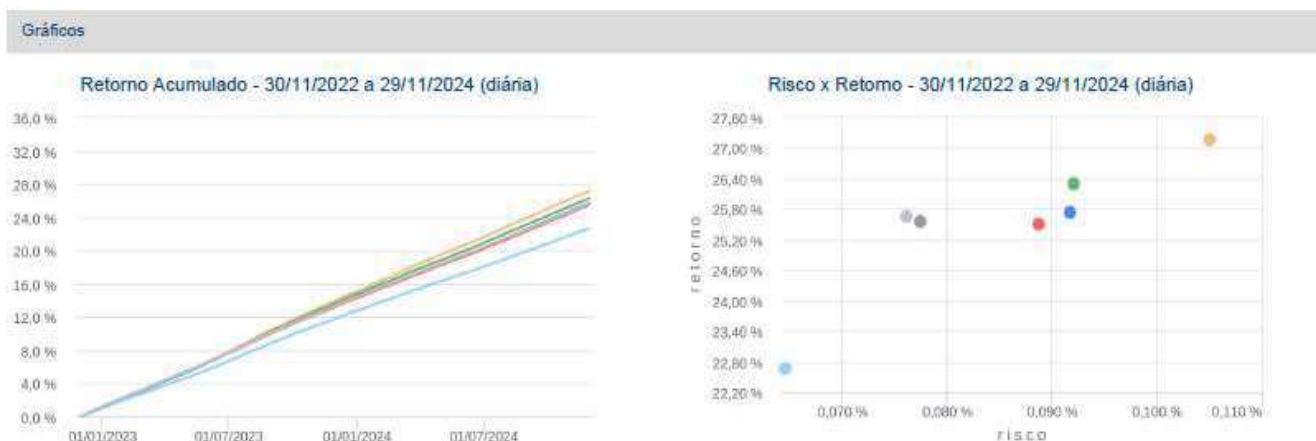 Gráficos
Retorno Acumulado - 30/11/2022 a 29/11/2024 (diária)
36,0 %
32,0 %
28,0 %
24,0 %
20,0 %
16,0 %
12,0 %
8,0 %
4,0 %
0,0 %
01/01/2023 01/07/2023 01/01/2024 01/07/2024
Risco x Retorno - 30/11/2022 a 29/11/2024 (diária)
27,60 %
27,00 %
26,40 %
25,80 %
25,20 %
24,60 %
24,00 %
23,40 %
22,80 %
22,20 %
retorno
0,070 % 0,080 % 0,090 % 0,100 % 0,110 %
risco